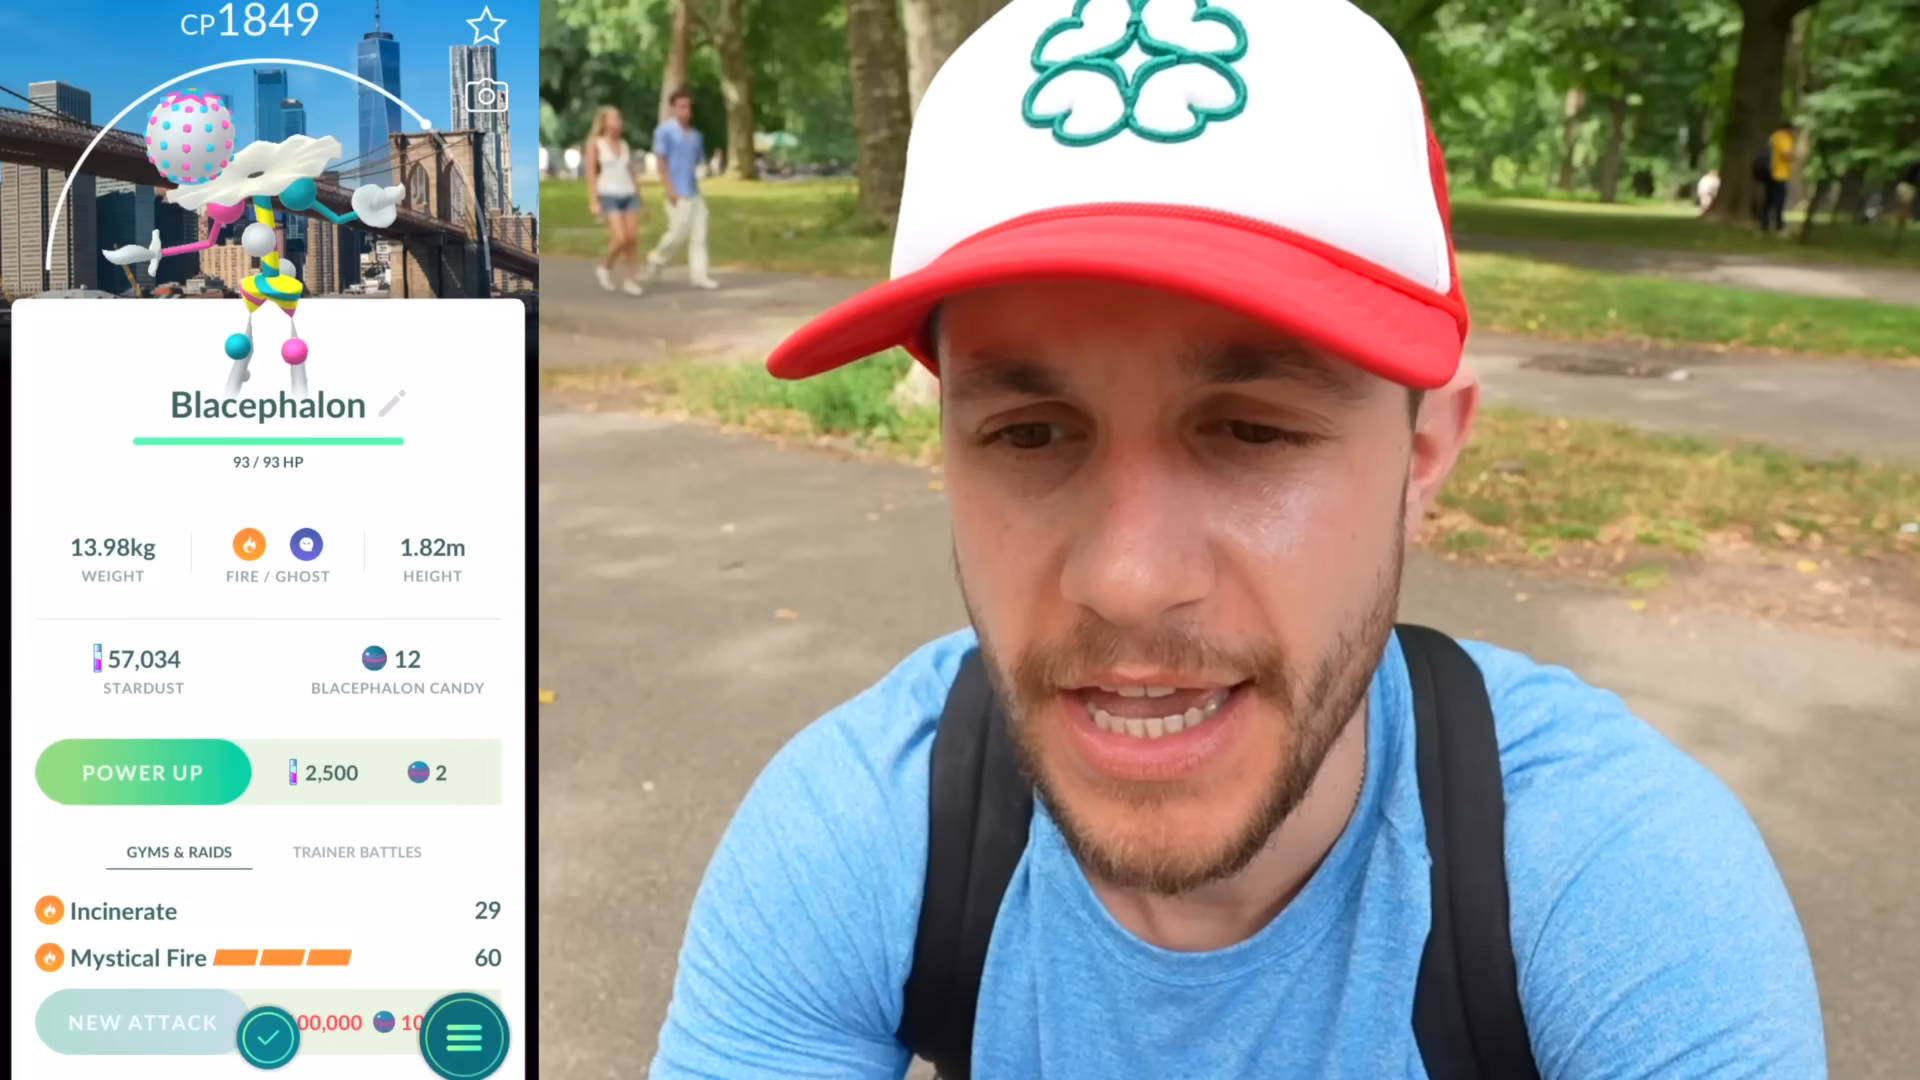 CP1849
Blacephalon
93 / 93 HP
13.98kg
WEIGHT
FIRE / GHOST
1.82m
HEIGHT
57,034
STARDUST
12
BLACEPHALON CANDY
POWER UP 2,500 2
GYMS & RAIDS TRAINER BATTLES
Incinerate 29
Mystical Fire 60
NEW ATTACK